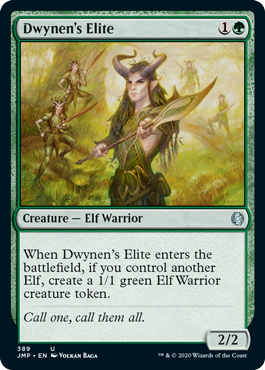 Dwynen's Elite 1
Creature — Elf Warrior
When Dwynen's Elite enters the
battlefield, if you control another
Elf, create a 1/1 green Elf Warrior
creature token.
Call one, call them all.
2/2
389 U
JMP • EN Volkan Baga ™ & © 2020 Wizards of the Coast